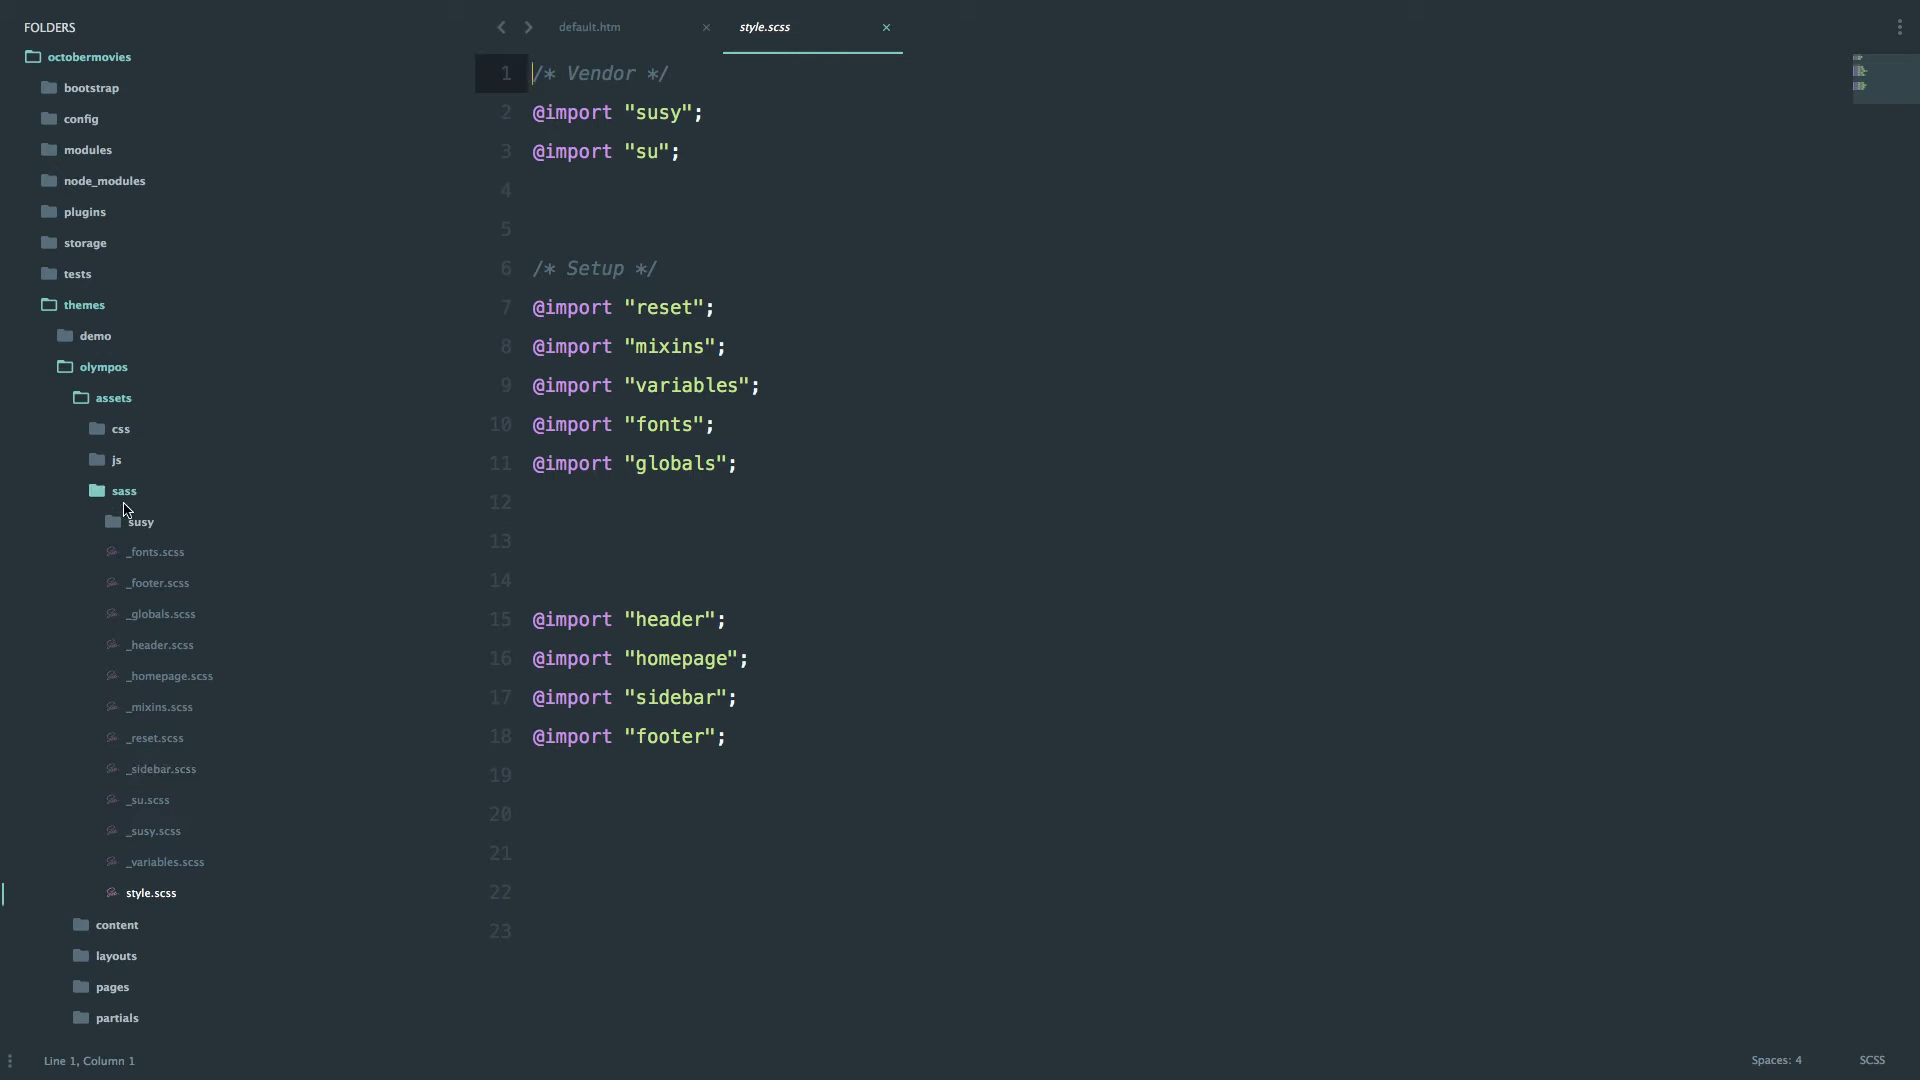 FOLDERS
octobermovies
bootstrap
config
modules
node_modules
plugins
storage
tests
themes
demo
olympos
assets
css
js
sass
susy
_fonts.scss
_footer.scss
_globals.scss
_header.scss
_homepage.scss
_mixins.scss
_reset.scss
_sidebar.scss
_su.scss
_susy.scss
_variables.scss
style.scss
content
layouts
pages
partials
default.htm
style.scss
1 /* Vendor */
2 @import "susy";
3 @import "su";
4
5
6 /* Setup */
7 @import "reset";
8 @import "mixins";
9 @import "variables";
10 @import "fonts";
11 @import "globals";
12
13
14
15 @import "header";
16 @import "homepage";
17 @import "sidebar";
18 @import "footer";
19
20
21
22
23
Line 1, Column 1
Spaces: 4
SCSS